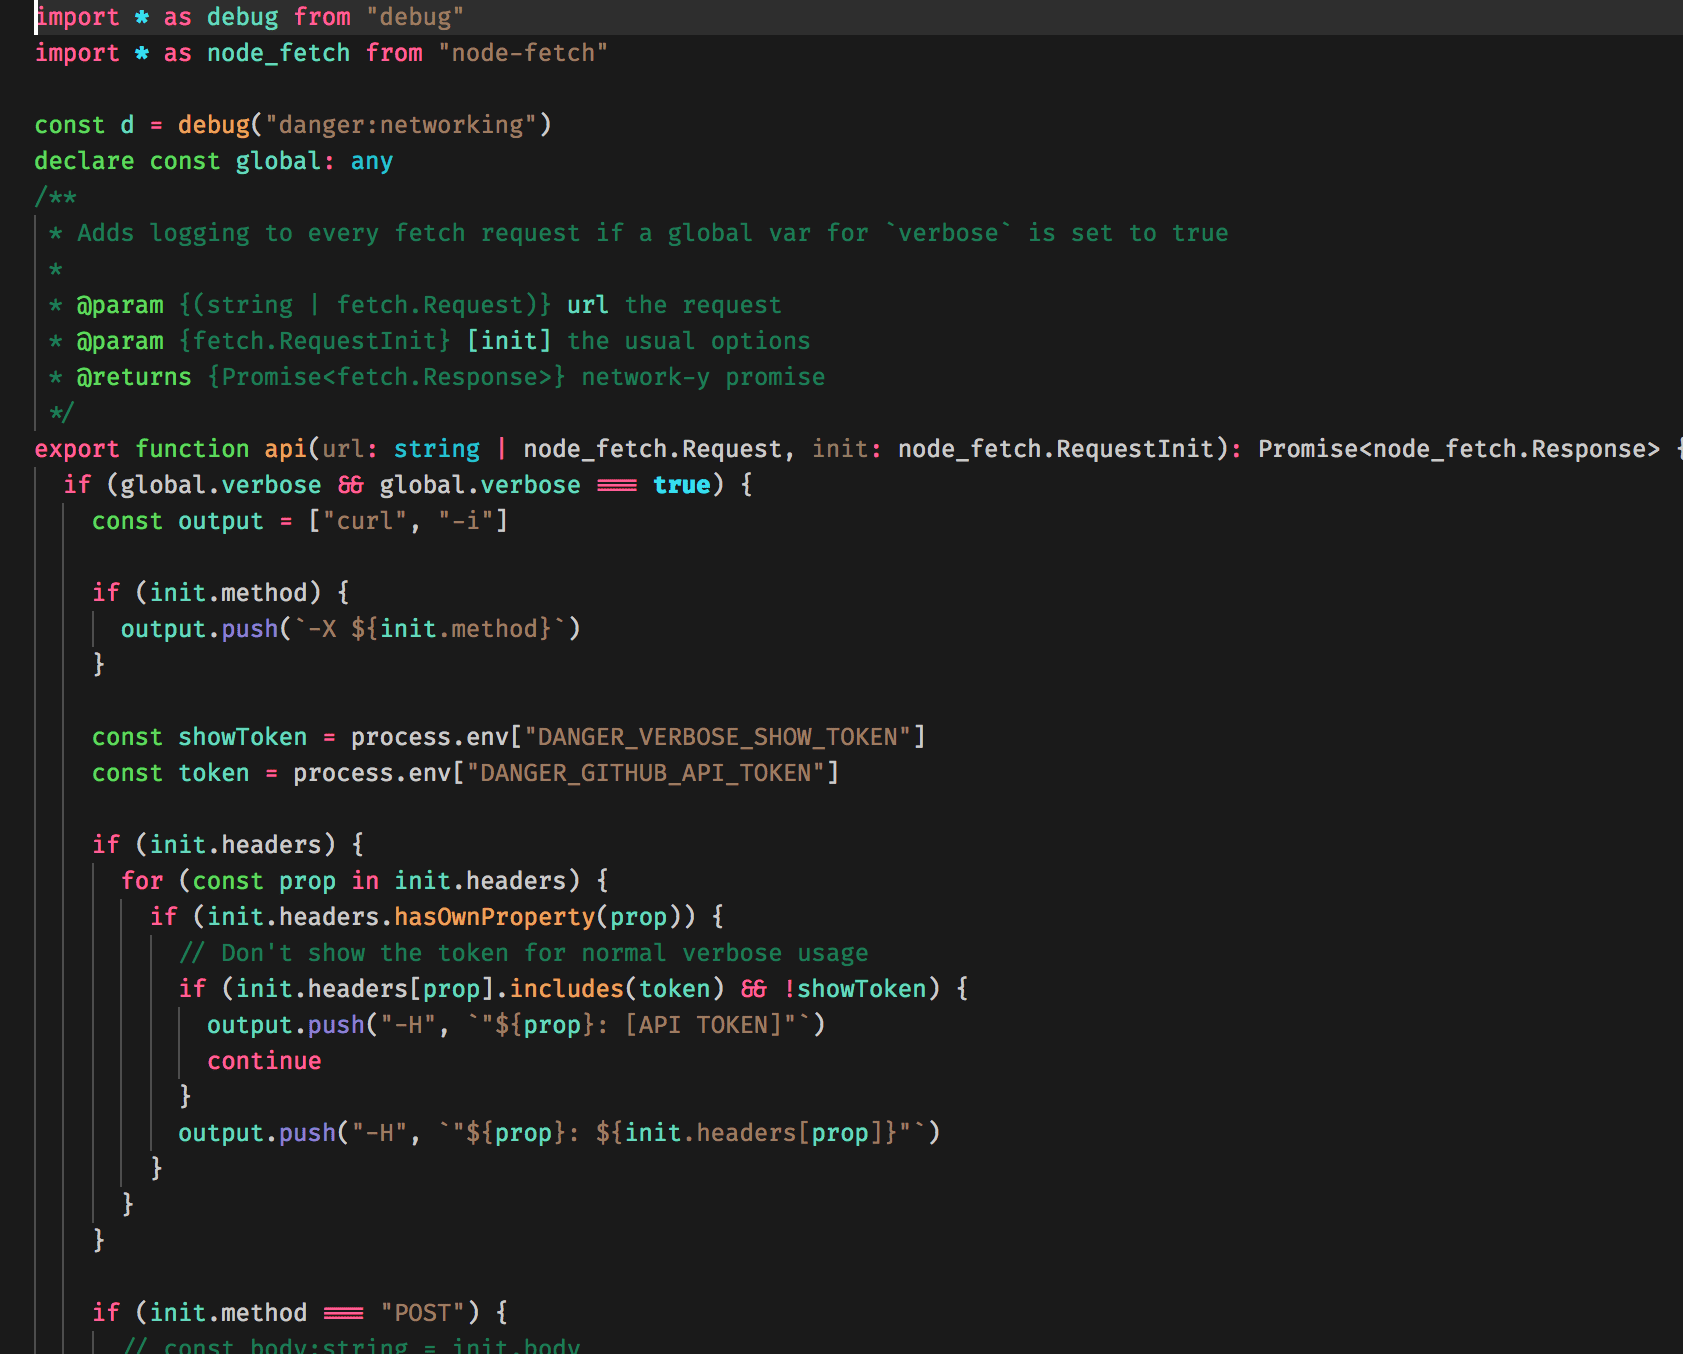 import * as debug from "debug"
import * as node_fetch from "node-fetch"

const d = debug("danger:networking")
declare const global: any
/**
 * Adds logging to every fetch request if a global var for `verbose` is set to true
 *
 * @param {(string | fetch.Request)} url the request
 * @param {fetch.RequestInit} [init] the usual options
 * @returns {Promise<fetch.Response>} network-y promise
 */
export function api(url: string | node_fetch.Request, init: node_fetch.RequestInit): Promise<node_fetch.Response> {
  if (global.verbose && global.verbose === true) {
    const output = ["curl", "-i"]

    if (init.method) {
      output.push(`-X ${init.method}`)
    }

    const showToken = process.env["DANGER_VERBOSE_SHOW_TOKEN"]
    const token = process.env["DANGER_GITHUB_API_TOKEN"]

    if (init.headers) {
      for (const prop in init.headers) {
        if (init.headers.hasOwnProperty(prop)) {
          // Don't show the token for normal verbose usage
          if (init.headers[prop].includes(token) && !showToken) {
            output.push("-H", `"${prop}: [API TOKEN]"`)
            continue
          }
          output.push("-H", `"${prop}: ${init.headers[prop]}"`)
        }
      }
    }

    if (init.method === "POST") {
      // const body:string = init.body